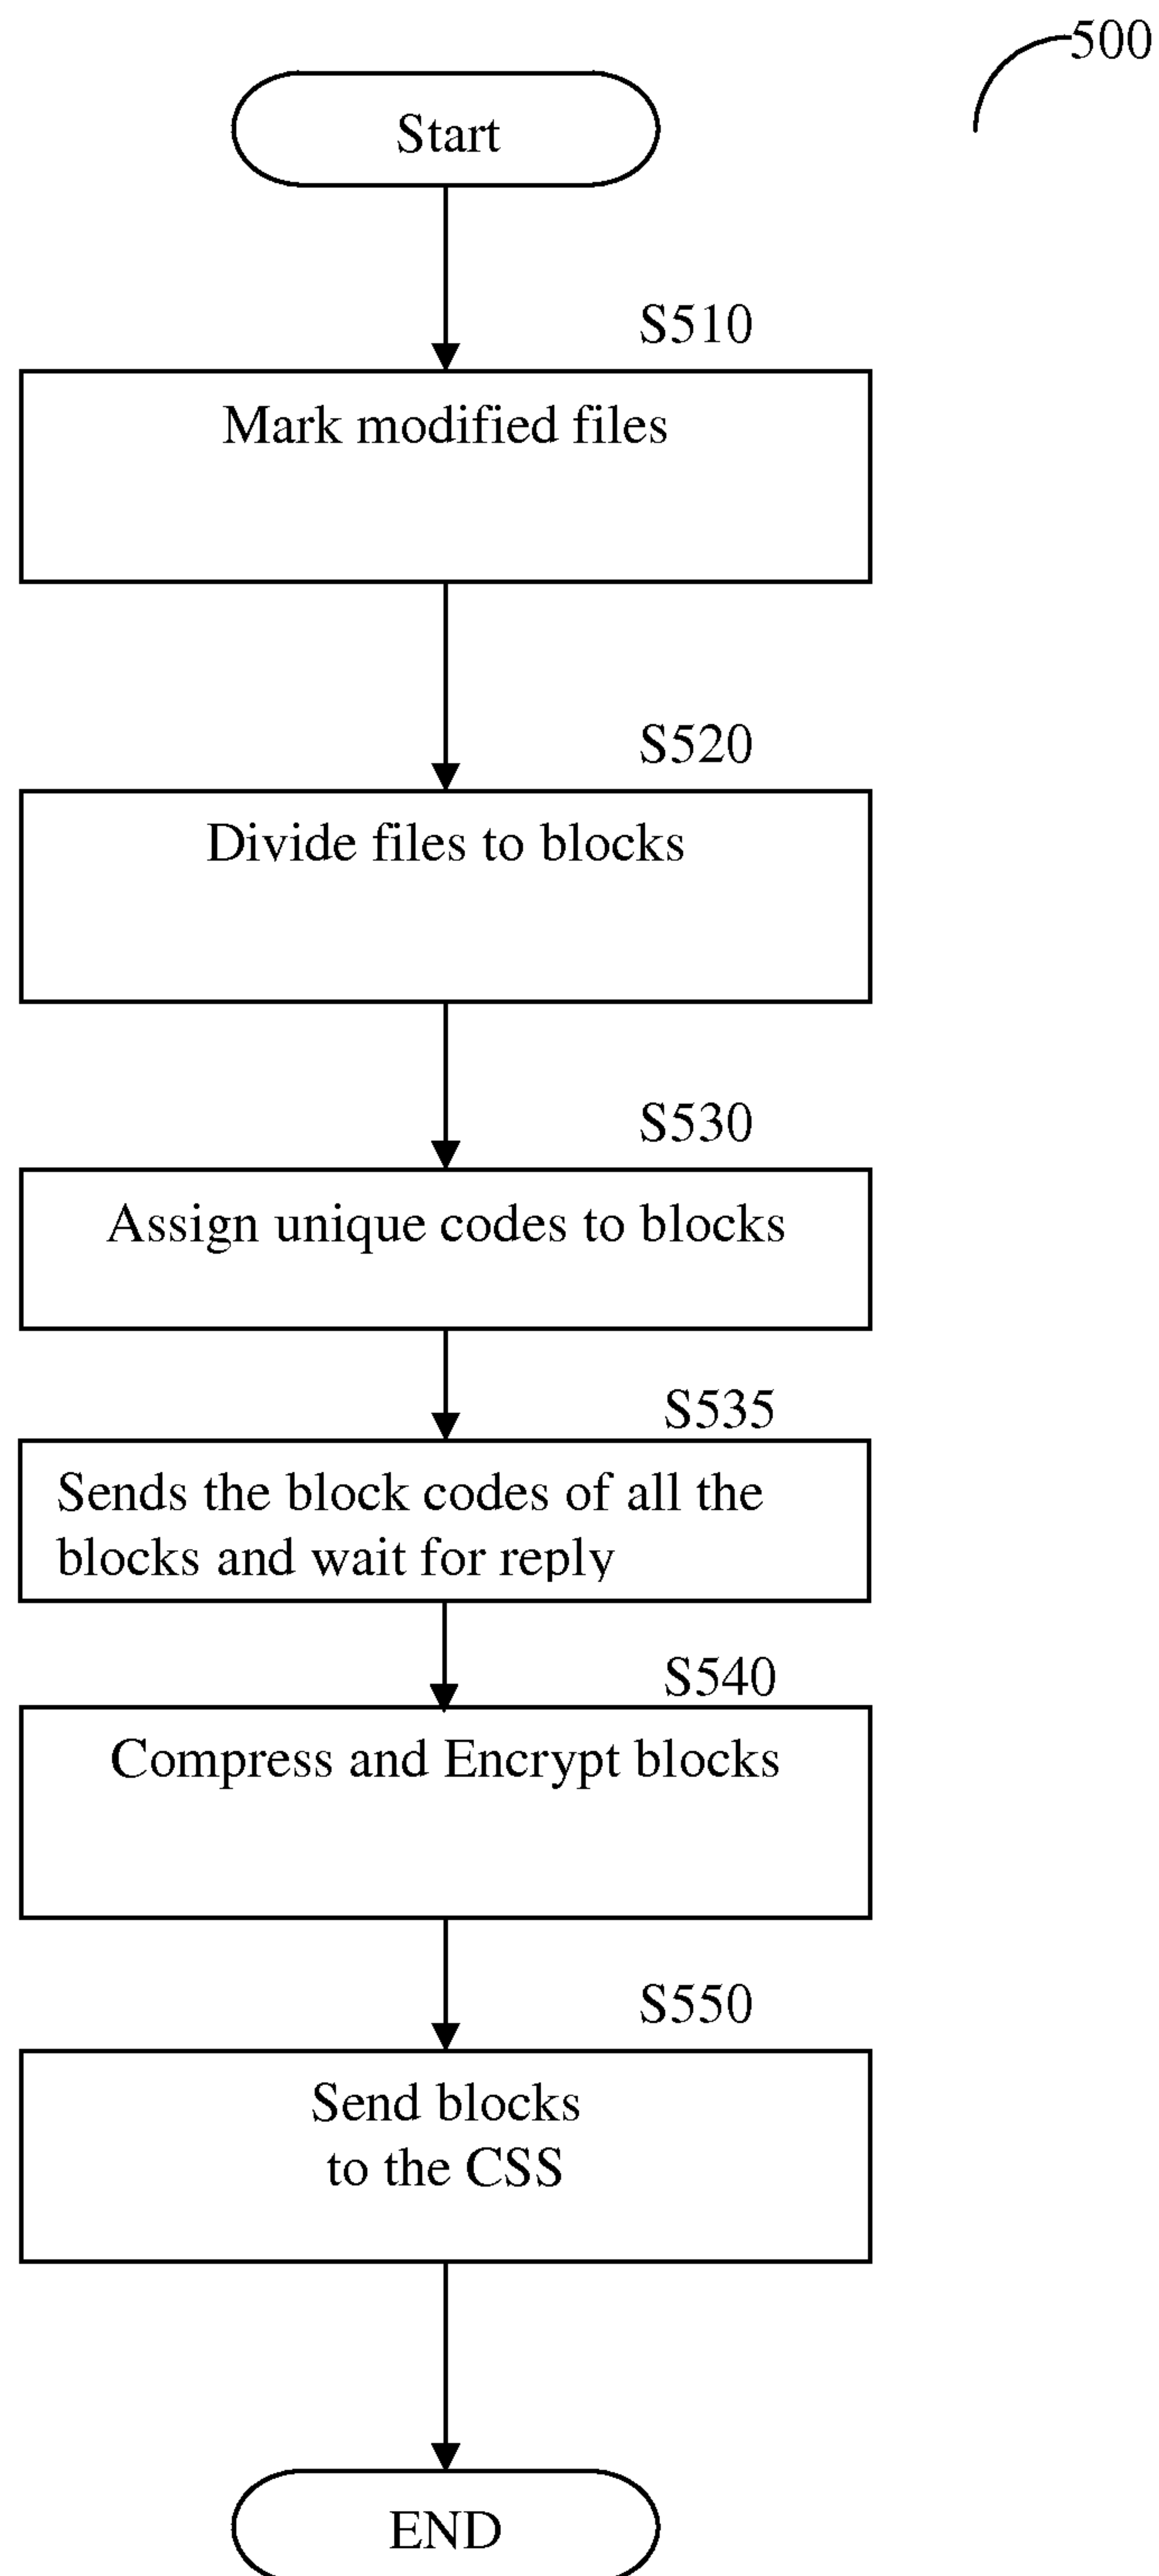 500
Start
S510
Mark modified files
S520
Divide files to blocks
S530
Assign unique codes to blocks
S535
Sends the block codes of all the
blocks and wait for reply
S540
Compress and Encrypt blocks
S550
Send blocks
to the CSS
END